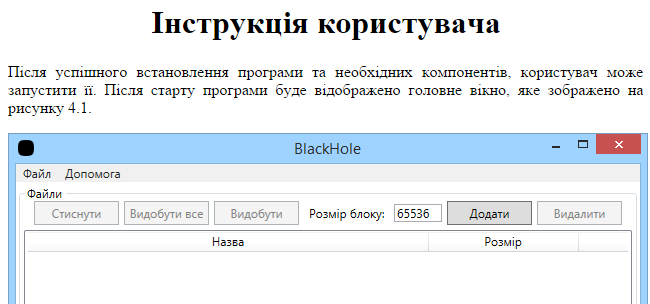 Інструкція користувача
Після успішного встановлення програми та необхідних компонентів, користувач може
запустити її. Після старту програми буде відображено головне вікно, яке зображено на
рисунку 4.1.
BlackHole
Файл Допомога
Файли
Стиснути Видобути все Видобути Розмір блоку: 65536 Додати Видалити
Назва Розмір